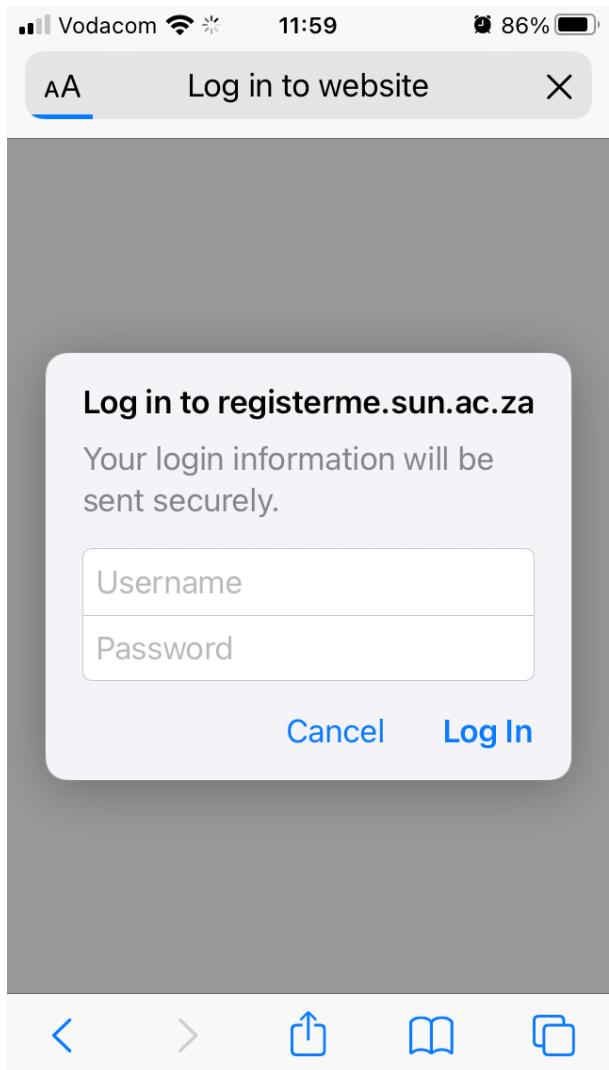 Vodacom 11:59 86%
AA Log in to website
Log in to registerme.sun.ac.za
Your login information will be
sent securely.
Username
Password
Cancel Log In